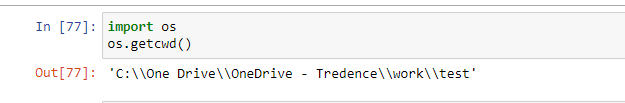 In [77]: import os
os.getcwd()
Out[77]: 'C:\\One Drive\\OneDrive - Tredence\\work\\test'